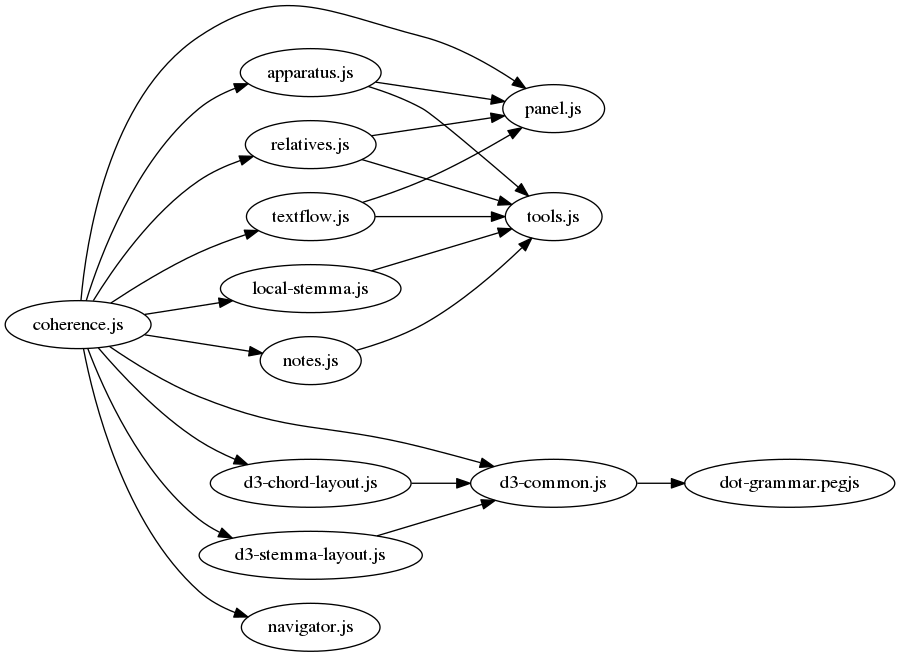 apparatus.js
panel.js
relatives.js
textflow.js
tools.js
local-stemma.js
coherence.js
notes.js
d3-chord-layout.js
d3-common.js
dot-grammar.pegjs
d3-stemma-layout.js
navigator.js